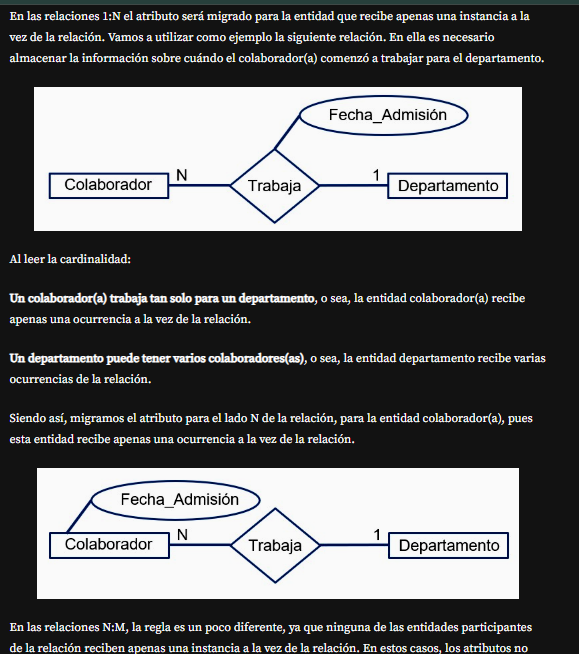 En las relaciones 1:N el atributo será migrado para la entidad que recibe apenas una instancia a la
vez de la relación. Vamos a utilizar como ejemplo la siguiente relación. En ella es necesario
almacenar la información sobre cuándo el colaborador(a) comenzó a trabajar para el departamento.
Fecha_Admisión
Colaborador N Trabaja 1 Departamento
Al leer la cardinalidad:
Un colaborador(a) trabaja tan solo para un departamento, o sea, la entidad colaborador(a) recibe
apenas una ocurrencia a la vez de la relación.
Un departamento puede tener varios colaboradores(as), o sea, la entidad departamento recibe varias
ocurrencias de la relación.
Siendo así, migramos el atributo para el lado N de la relación, para la entidad colaborador(a), pues
esta entidad recibe apenas una ocurrencia a la vez de la relación.
Fecha_Admisión
Colaborador N Trabaja 1 Departamento
En las relaciones N:M, la regla es un poco diferente, ya que ninguna de las entidades participantes
de la relación reciben apenas una instancia a la vez de la relación. En estos casos, los atributos no